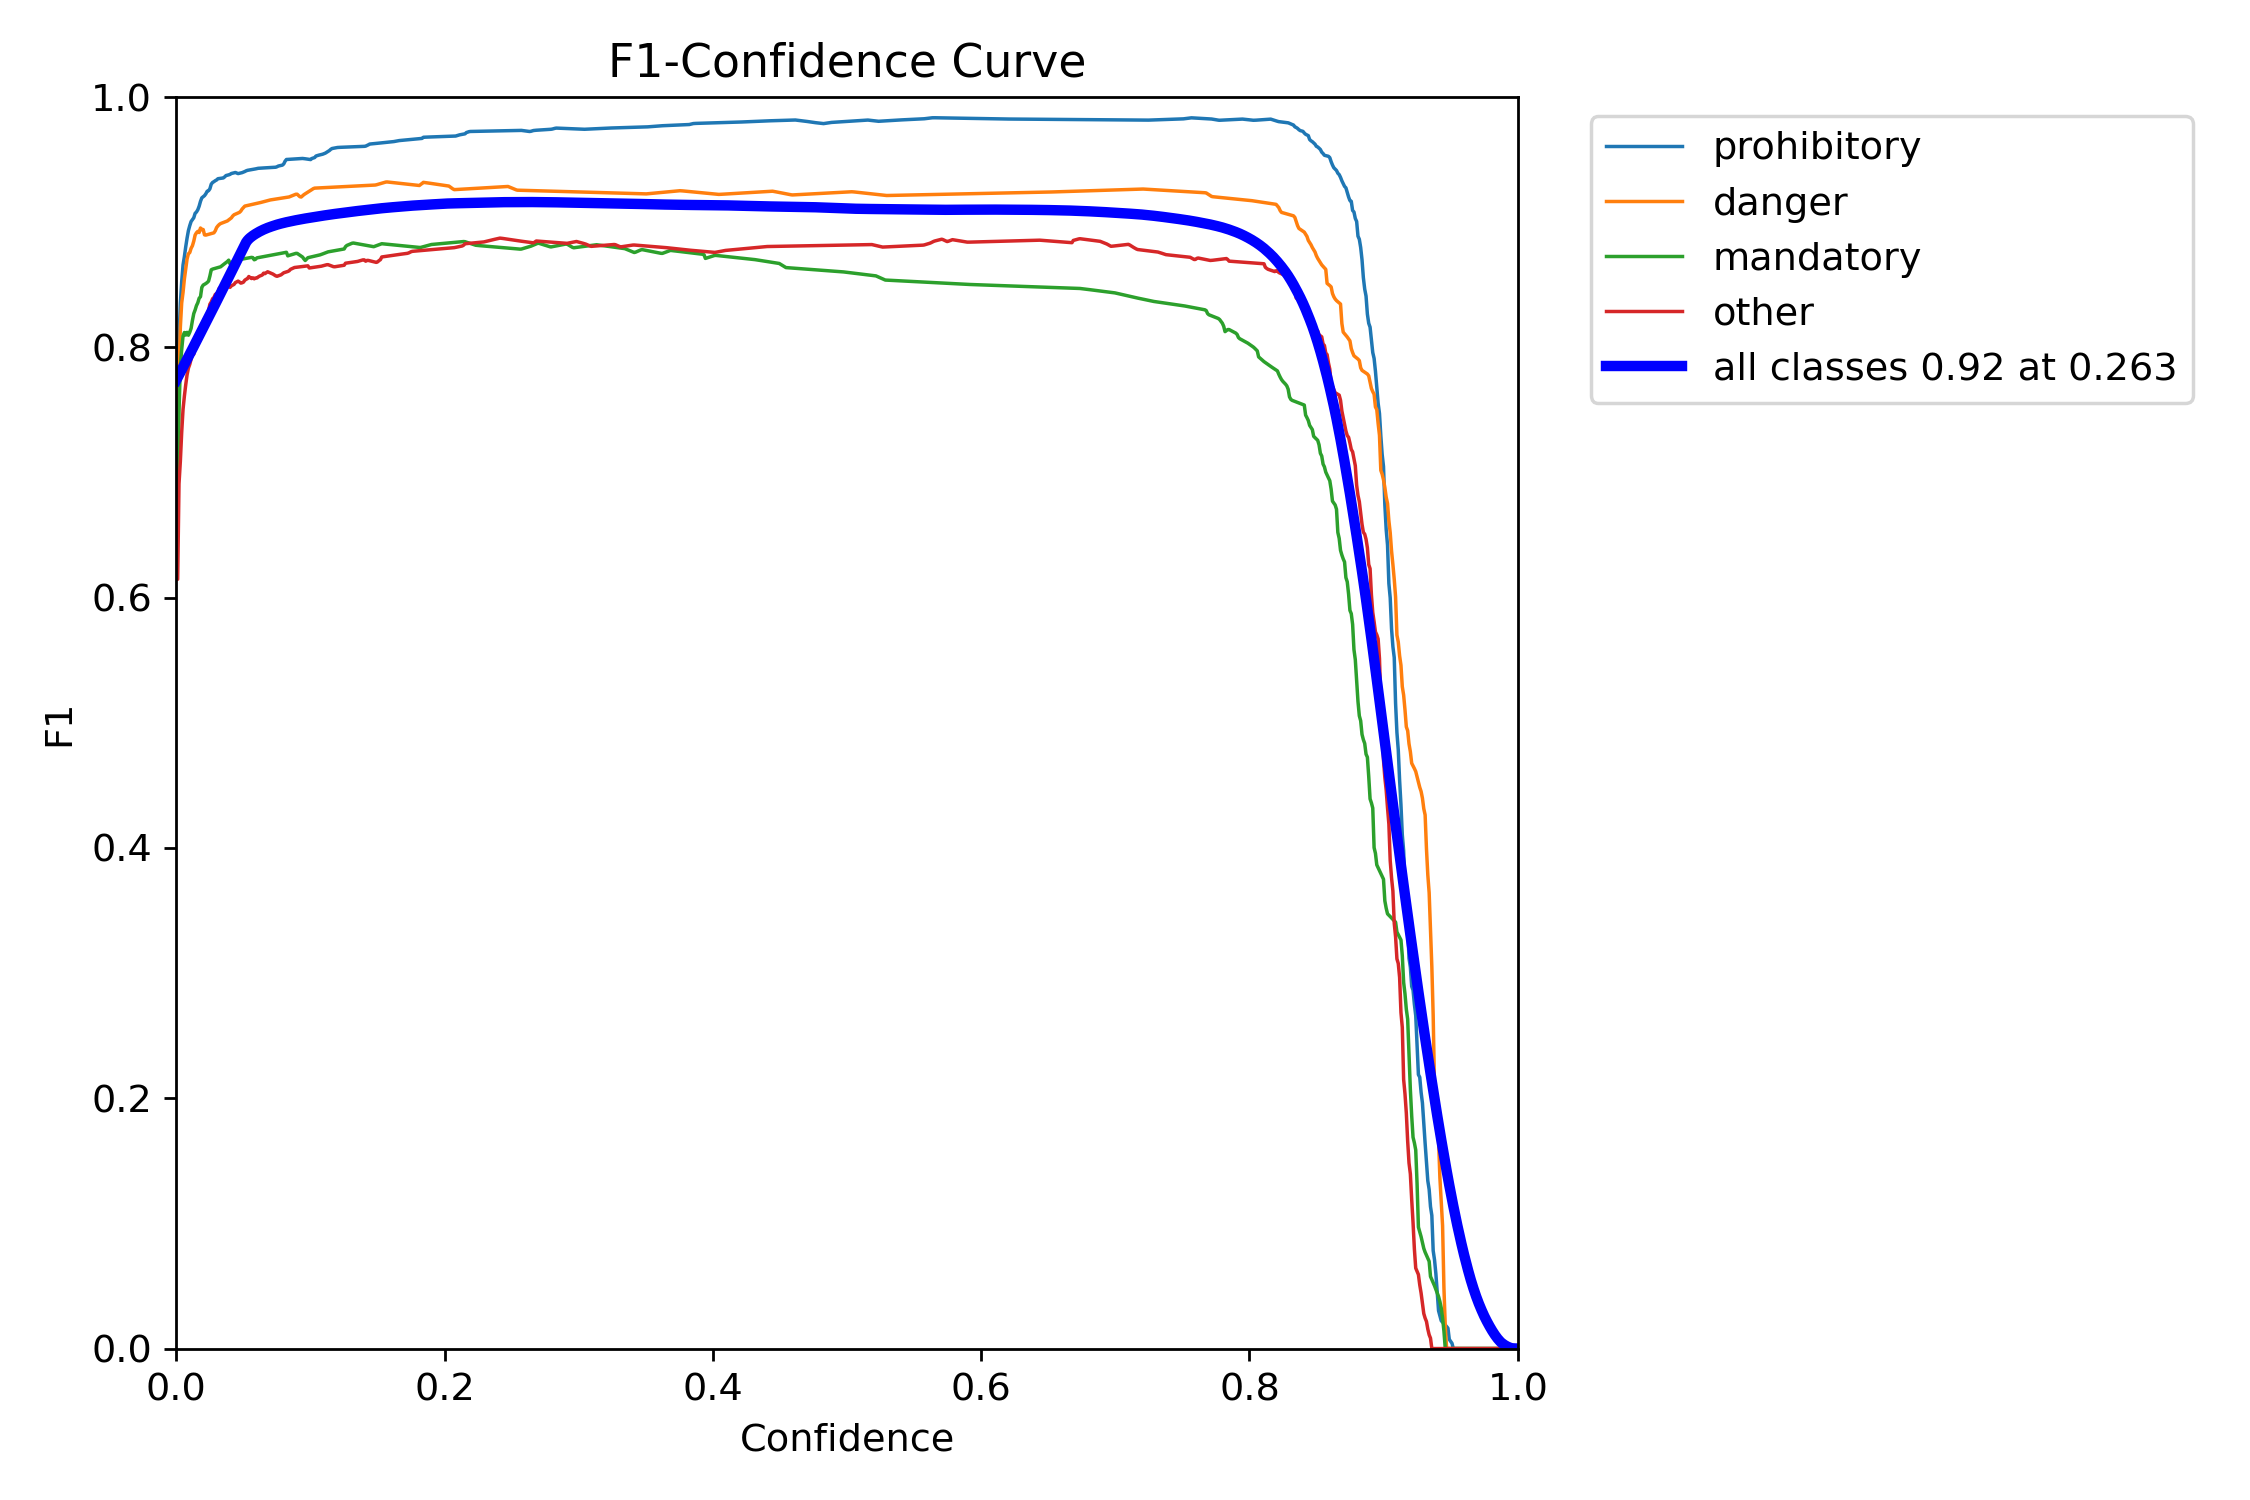 F1-Confidence Curve
1.0
0.8
0.6
0.4
0.2
0.0
F1
0.0 0.2 0.4 0.6 0.8 1.0
Confidence
prohibitory
danger
mandatory
other
all classes 0.92 at 0.263